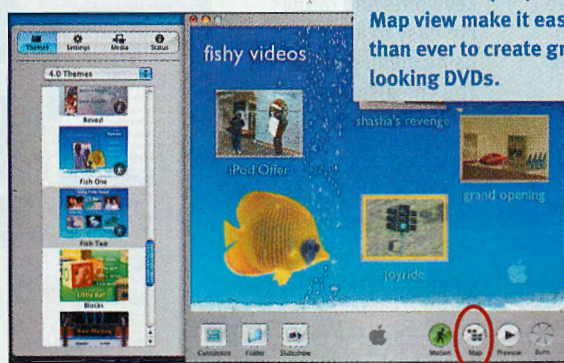 Map view make it eas
than ever to create gr
looking DVDs.
Themes Settings Media Status
4.0 Themes
Reveal
Fish One
Fish Two
Little Kat
Blocks
fishy videos
iPod Offer
shasha's revenge
grand opening
joyride
Customize Folder Slideshow Motion Map Preview Burn